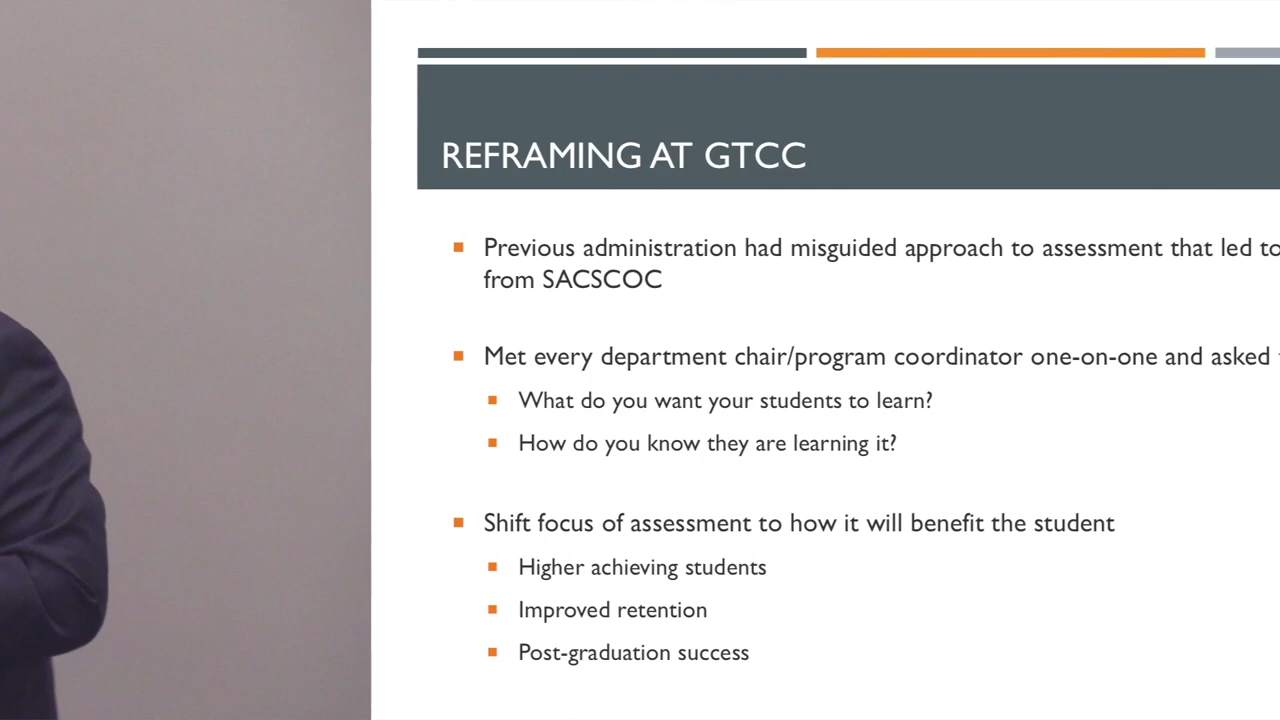 REFRAMING AT GTCC
Previous administration had misguided approach to assessment that led to
from SACSCOC
Met every department chair/program coordinator one-on-one and asked
What do you want your students to learn?
How do you know they are learning it?
Shift focus of assessment to how it will benefit the student
Higher achieving students
Improved retention
Post-graduation success